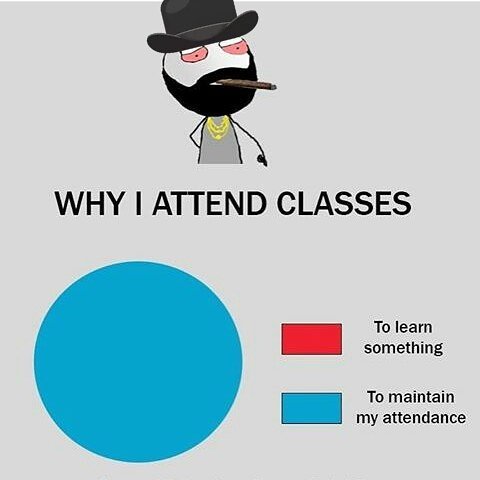 WHY I ATTEND CLASSES
To learn
something
To maintain
my attendance